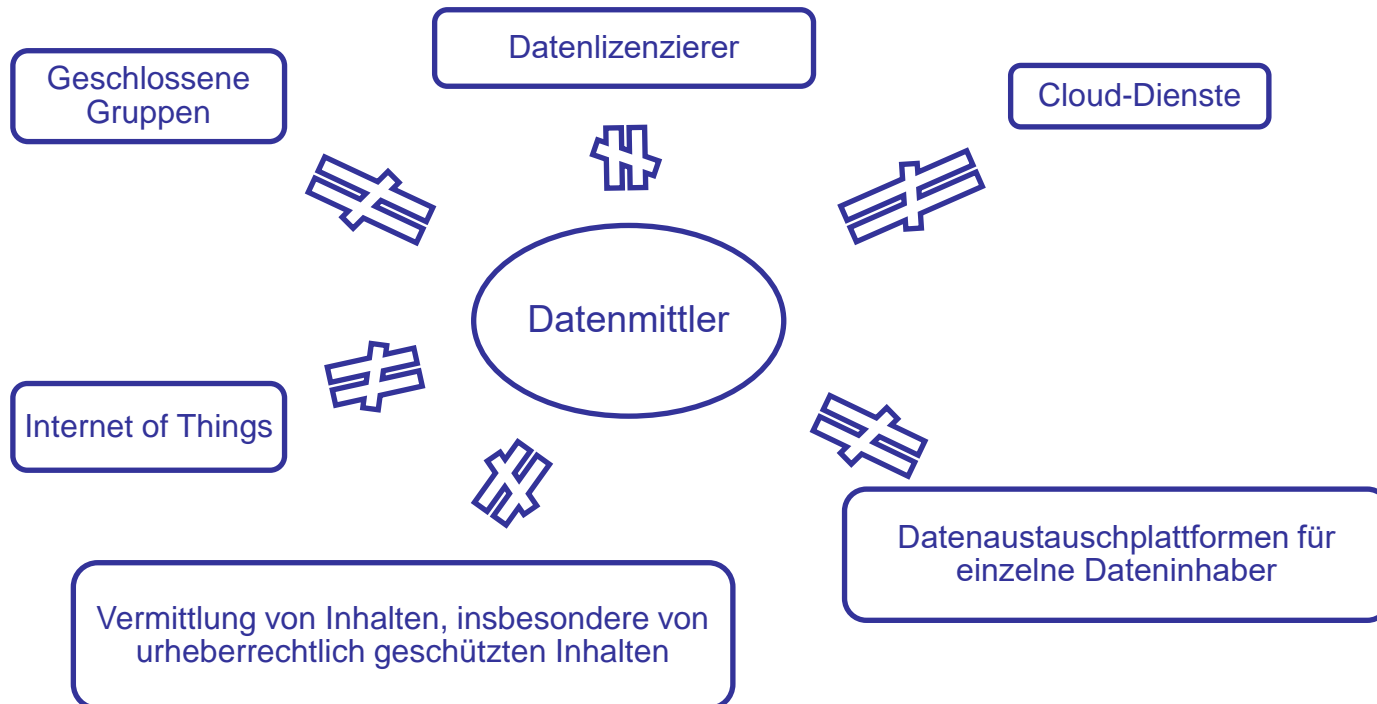 Datenlizenzierer
Geschlossene
Gruppen
Cloud-Dienste
Datenmittler
Internet of Things
Datenaustauschplattformen für
einzelne Dateninhaber
Vermittlung von Inhalten, insbesondere von
urheberrechtlich geschützten Inhalten